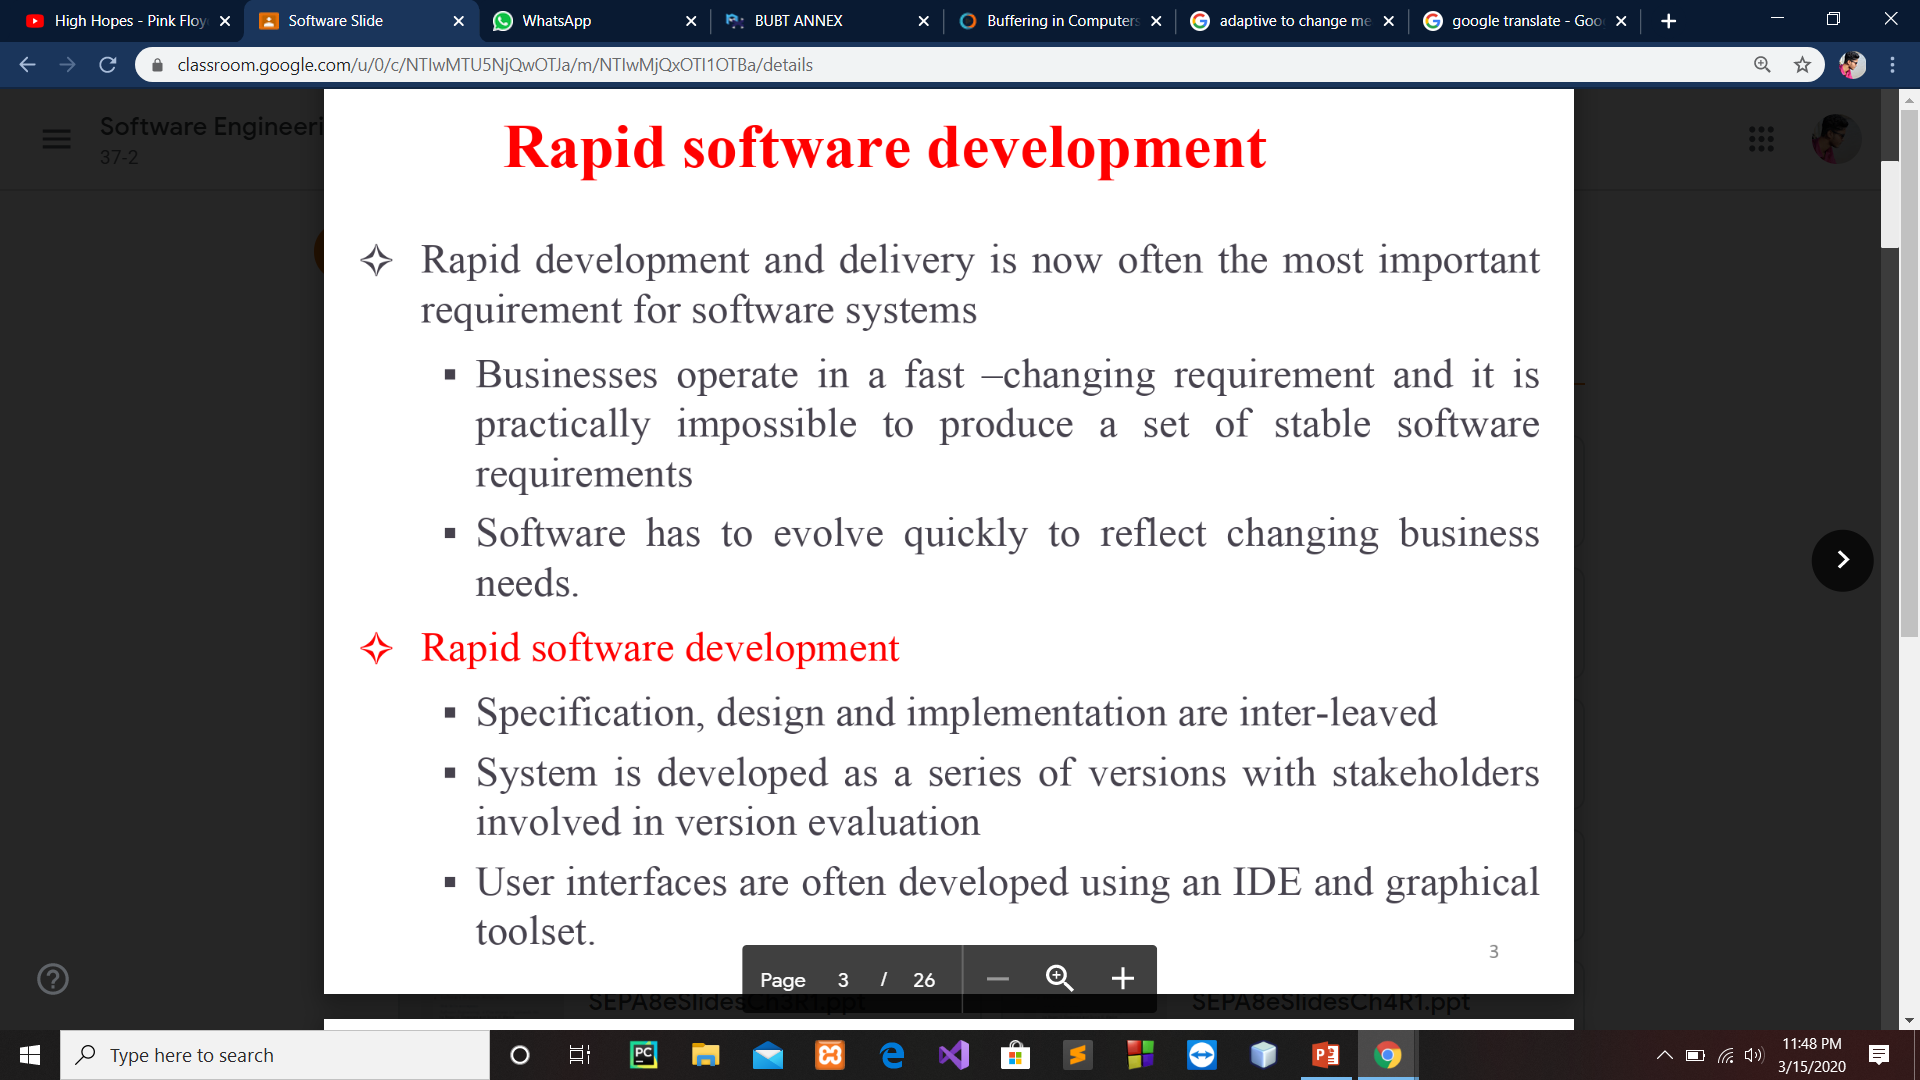 High Hopes - Pink Floy
Software Slide
WhatsApp
BUBT ANNEX
Buffering in Computers
adaptive to change me
google translate - Goo
classroom.google.com/u/0/c/NTIwMTU5NjQwOTJa/m/NTIwMjQxOTI1OTBa/details
Software Engineeri
37-2
Rapid software development
Rapid development and delivery is now often the most important
requirement for software systems
Businesses operate in a fast –changing requirement and it is
practically impossible to produce a set of stable software
requirements
Software has to evolve quickly to reflect changing business
needs.
Rapid software development
Specification, design and implementation are inter-leaved
System is developed as a series of versions with stakeholders
involved in version evaluation
User interfaces are often developed using an IDE and graphical
toolset.
3
Page 3 / 26
SEPA8eSlidesCh3R1.ppt
SEPA8eSlidesCh4R1.ppt
Type here to search
PC
11:48 PM
3/15/2020